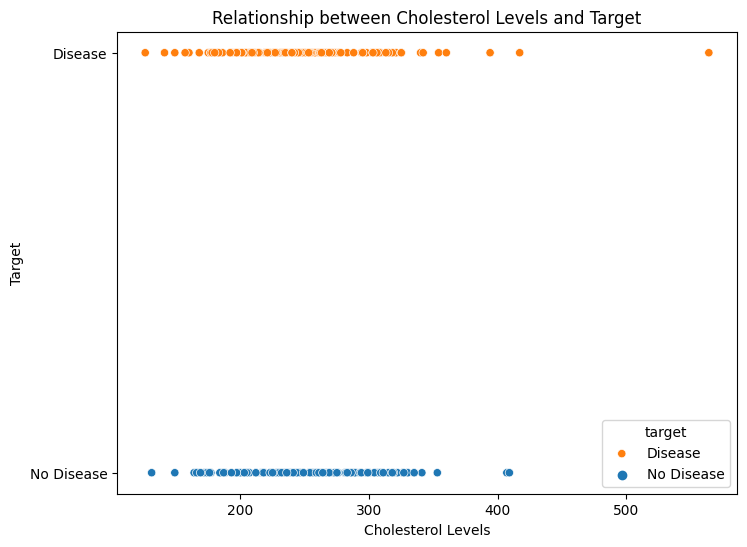 Relationship between Cholesterol Levels and Target
Disease
Target
No Disease
200 300 400 500
Cholesterol Levels
target
Disease
No Disease